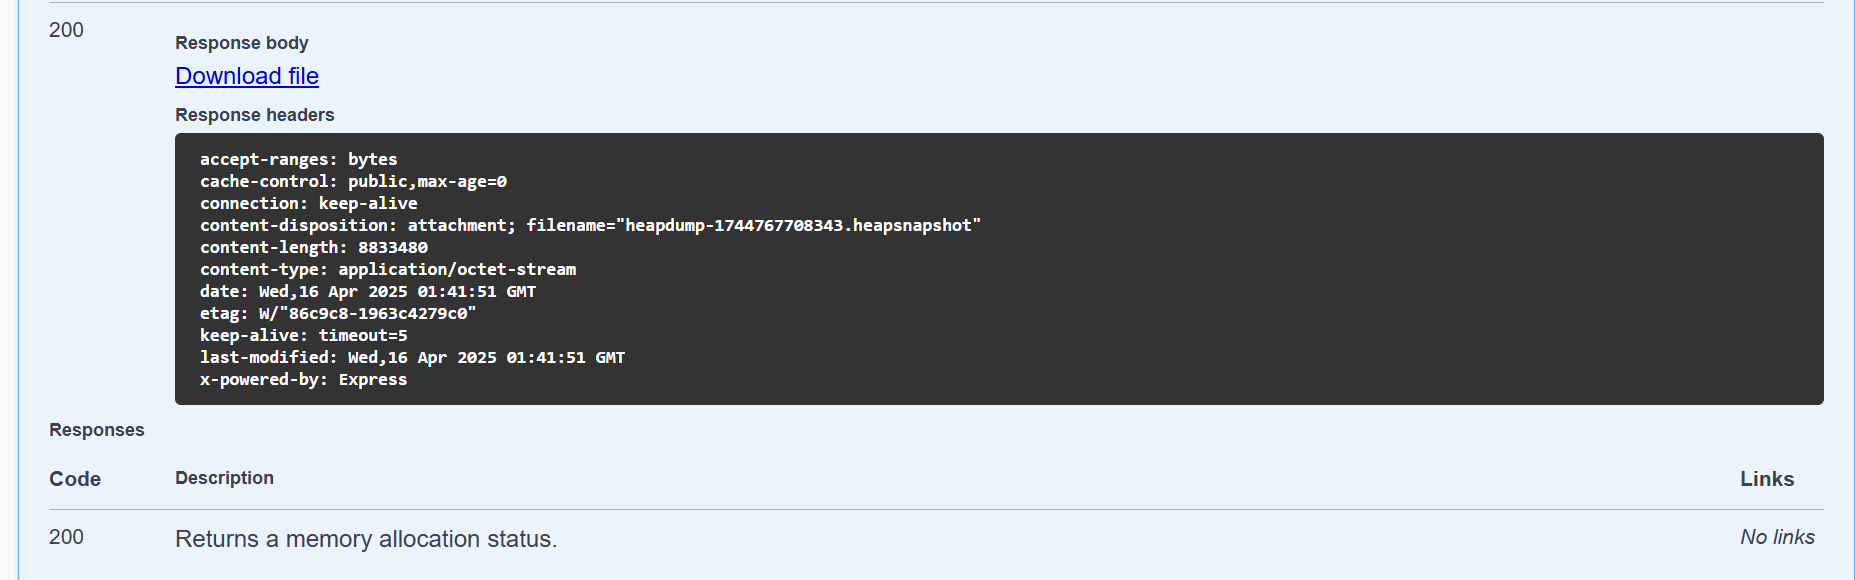 200
Response body
Download file
Response headers
accept-ranges: bytes
cache-control: public,max-age=0
connection: keep-alive
content-disposition: attachment; filename="heapdump-1744767708343.heapsnapshot"
content-length: 8833480
content-type: application/octet-stream
date: Wed,16 Apr 2025 01:41:51 GMT
etag: W/"86c9c8-1963c4279c0"
keep-alive: timeout=5
last-modified: Wed,16 Apr 2025 01:41:51 GMT
x-powered-by: Express
Responses
Code Description Links
200 Returns a memory allocation status. No links